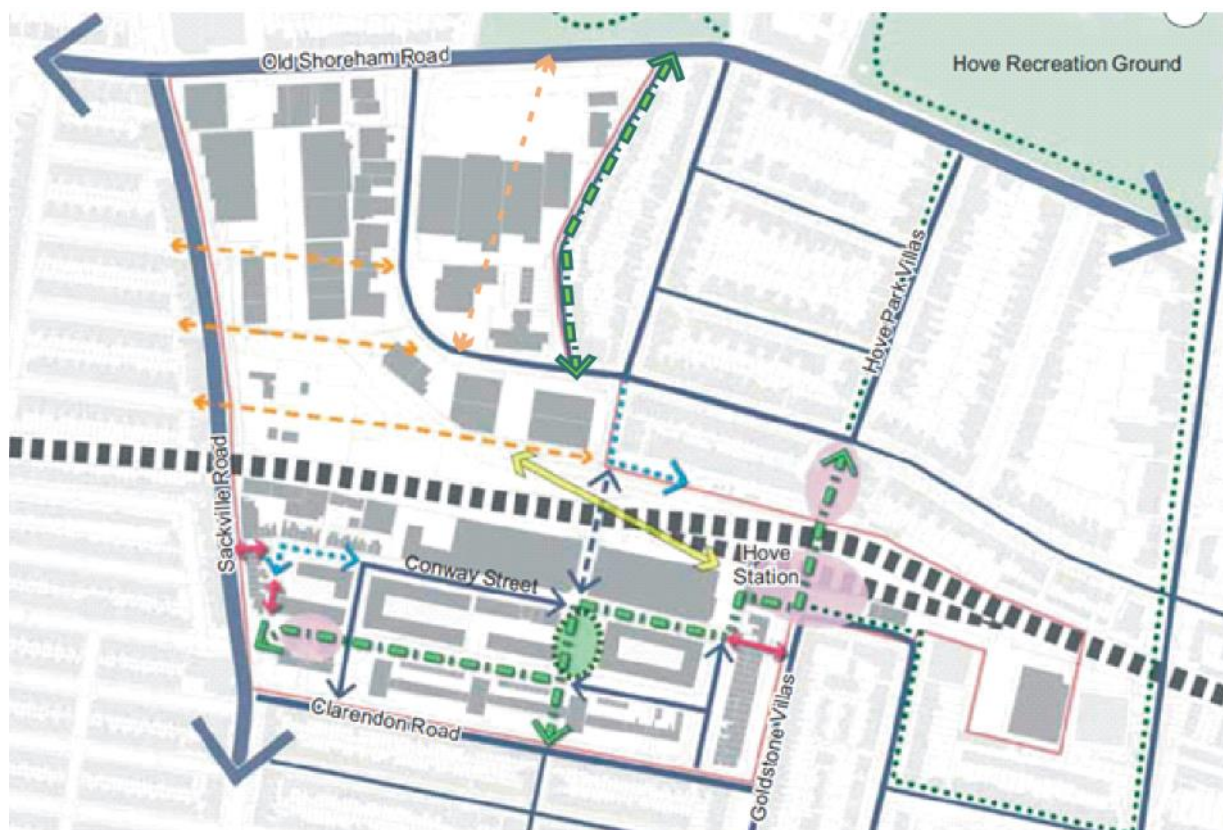 Old Shoreham Road
Hove Recreation Ground
Hove Park Villas
Sackville Road
Conway Street
Hove
Station
Clarendon Road
Goldstone Villas